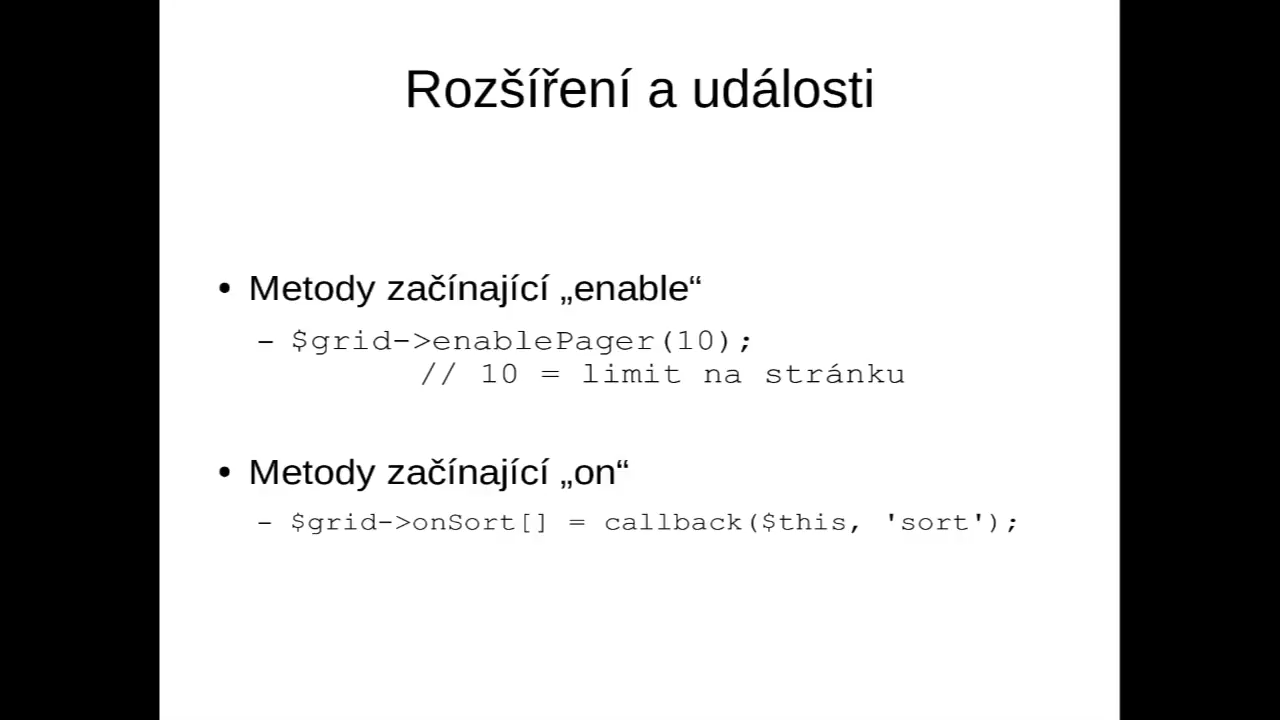 Rozšíření a události
• Metody začínající „enable“
– $grid->enablePager(10);
// 10 = limit na stránku
• Metody začínající „on“
– $grid->onSort[] = callback($this, 'sort');